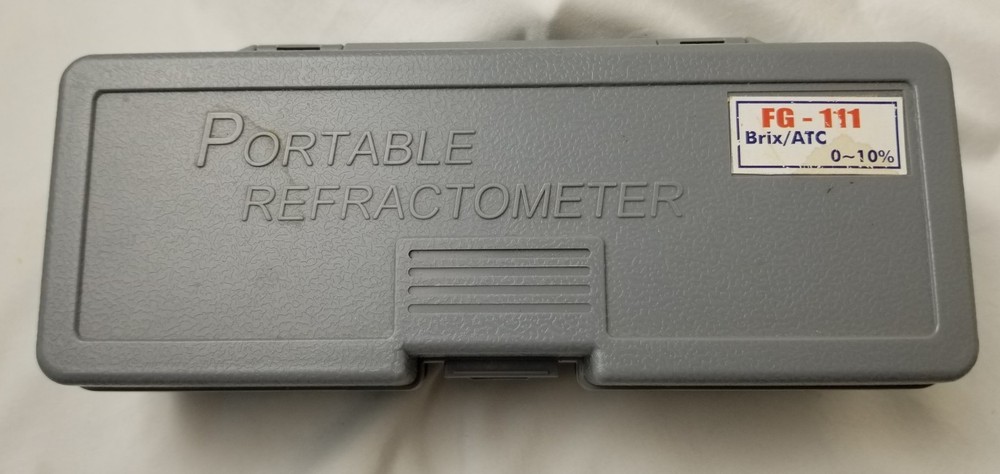 PORTABLE
REFRACTOMETER
FG - 111
Brix/ATC
0~10%